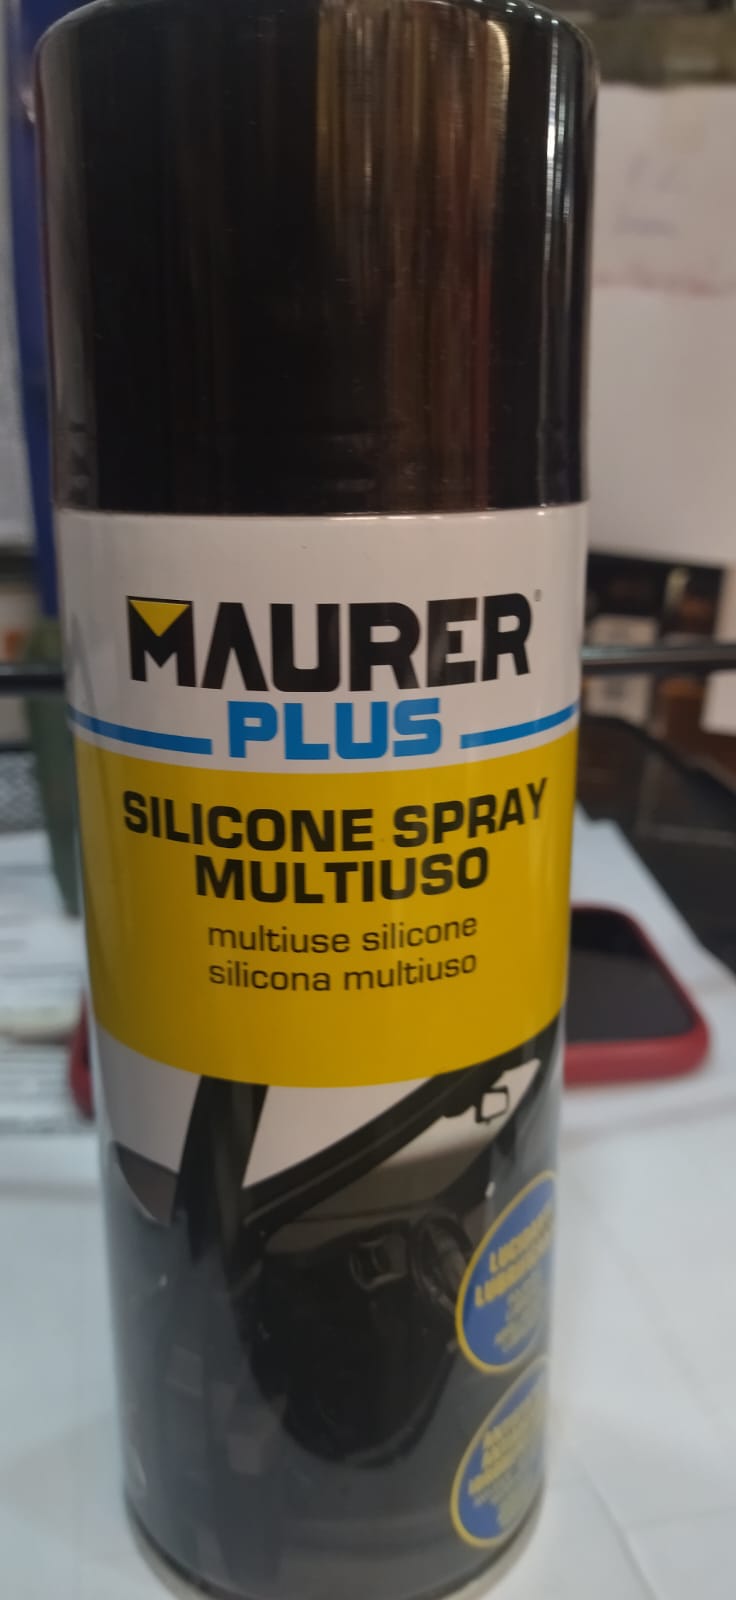 MAURER®
PLUS
SILICONE SPRAY
MULTIUSO
multiuse silicone
silicona multiuso